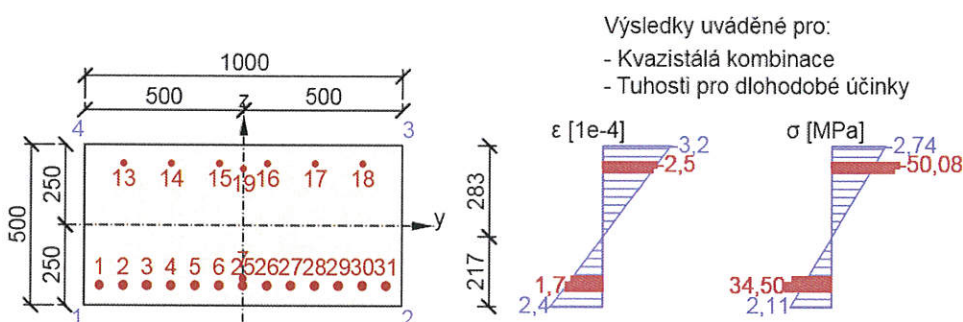 Výsledky uváděné pro:
- Kvazistálá kombinace
- Tuhosti pro dlohodobé účinky
1000
500 500
z
4 3
ε [1e-4] σ [MPa]
-3,2 -2,74
-2,5 -50,08
13 14 15 19 16 17 18
500 250 250
y
283
217
1 2 3 4 5 6 25 26 27 28 29 30 31
1,7 34,50
2,4 2,11
1 2